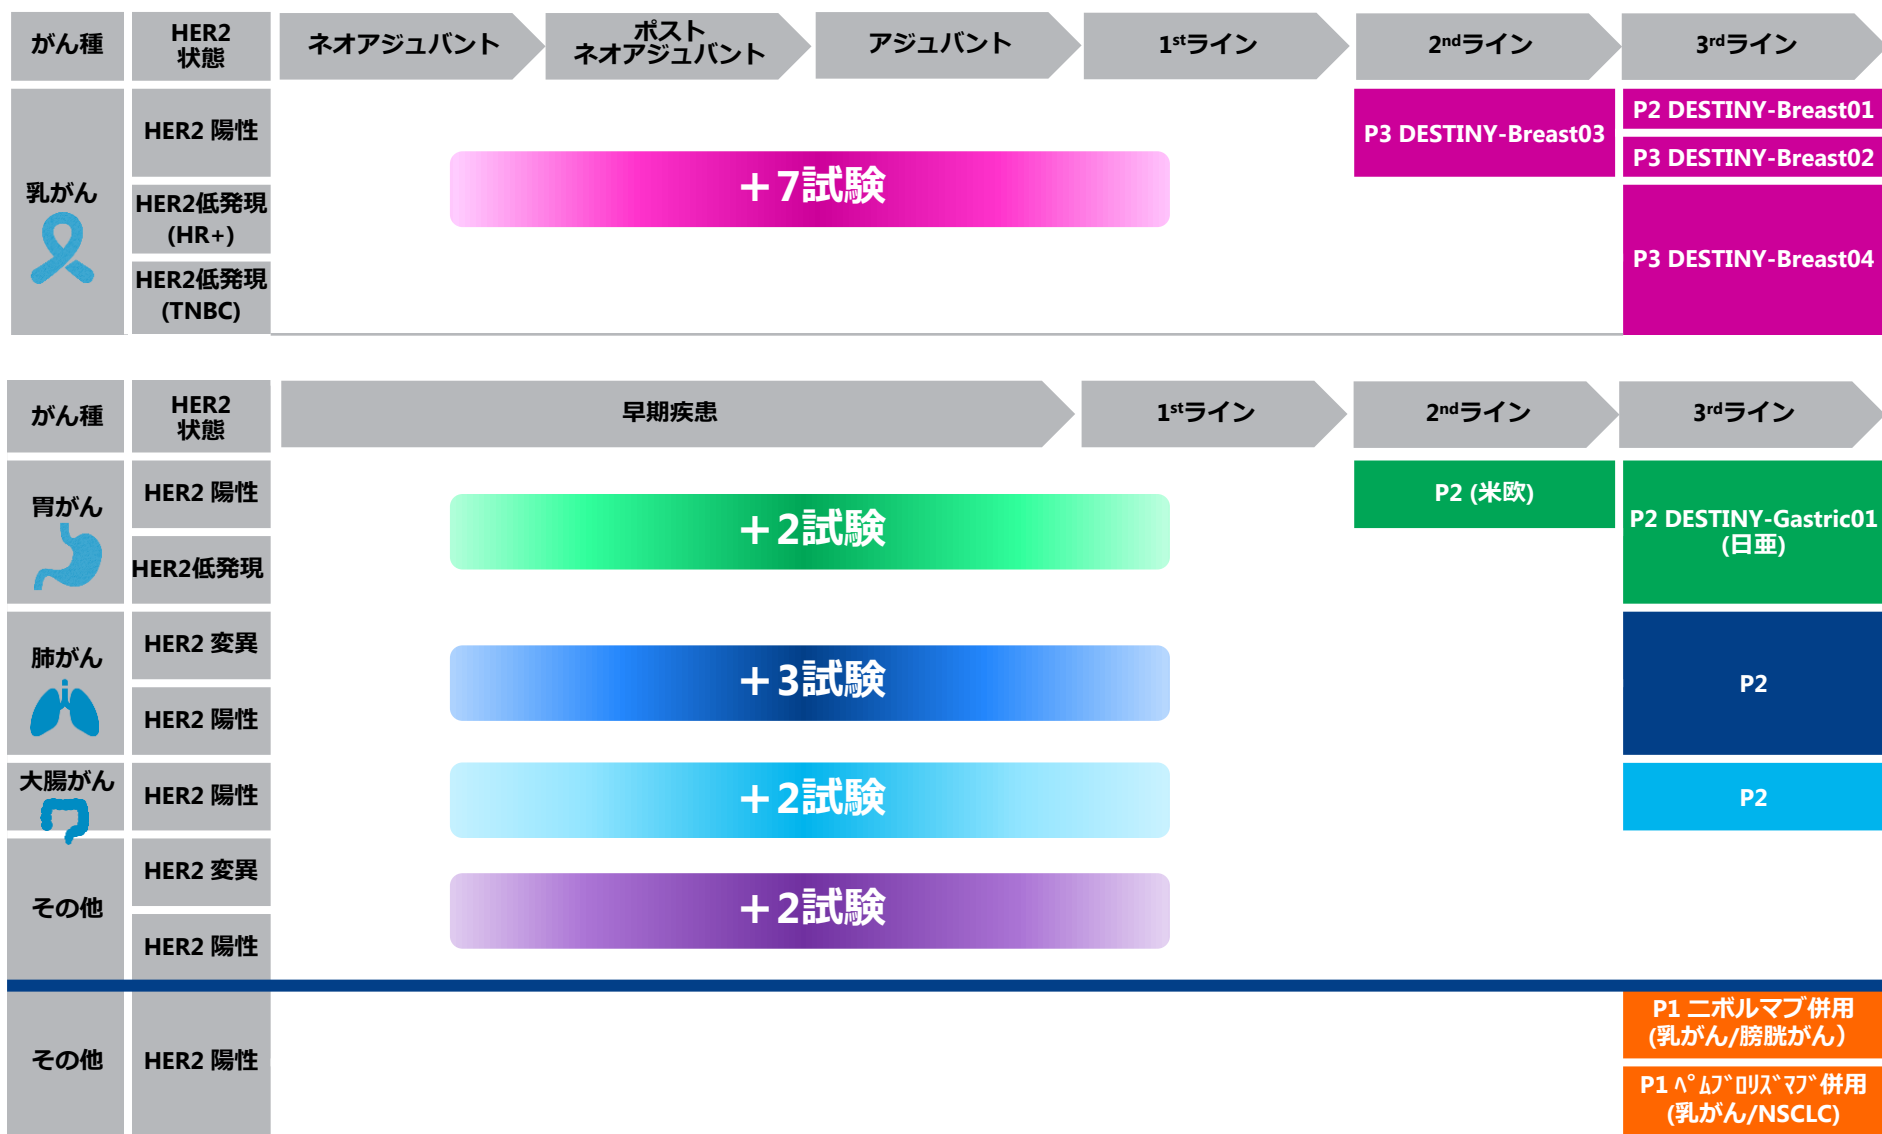 がん種
HER2
状態
ネオアジュバント
ポスト
ネオアジュバント
アジュバント
1stライン
2ndライン
3rdライン
乳がん
HER2 陽性
HER2低発現
(HR+)
HER2低発現
(TNBC)
+7試験
P3 DESTINY-Breast03
P2 DESTINY-Breast01
P3 DESTINY-Breast02
P3 DESTINY-Breast04
がん種
HER2
状態
早期疾患
1stライン
2ndライン
3rdライン
胃がん
HER2 陽性
HER2低発現
+2試験
P2 (米欧)
P2 DESTINY-Gastric01
(日亜)
肺がん
HER2 変異
HER2 陽性
+3試験
P2
大腸がん
HER2 陽性
+2試験
P2
その他
HER2 変異
HER2 陽性
+2試験
その他
HER2 陽性
P1 ニボルマブ併用
(乳がん/膀胱がん)
P1 ペムブロリズマブ併用
(乳がん/NSCLC)